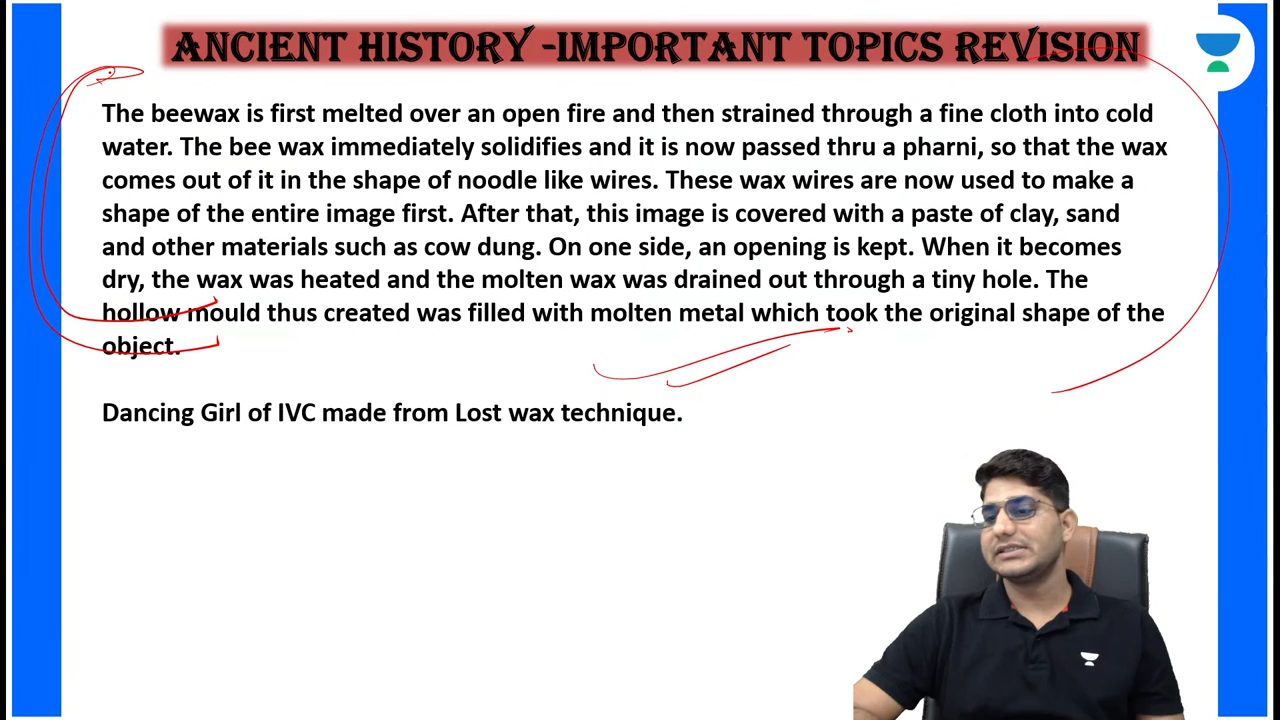 ANCIENT HISTORY -IMPORTANT TOPICS REVISION
The beewax is first melted over an open fire and then strained through a fine cloth into cold
water. The bee wax immediately solidifies and it is now passed thru a pharni, so that the wax
comes out of it in the shape of noodle like wires. These wax wires are now used to make a
shape of the entire image first. After that, this image is covered with a paste of clay, sand
and other materials such as cow dung. On one side, an opening is kept. When it becomes
dry, the wax was heated and the molten wax was drained out through a tiny hole. The
hollow mould thus created was filled with molten metal which took the original shape of the
object.
Dancing Girl of IVC made from Lost wax technique.